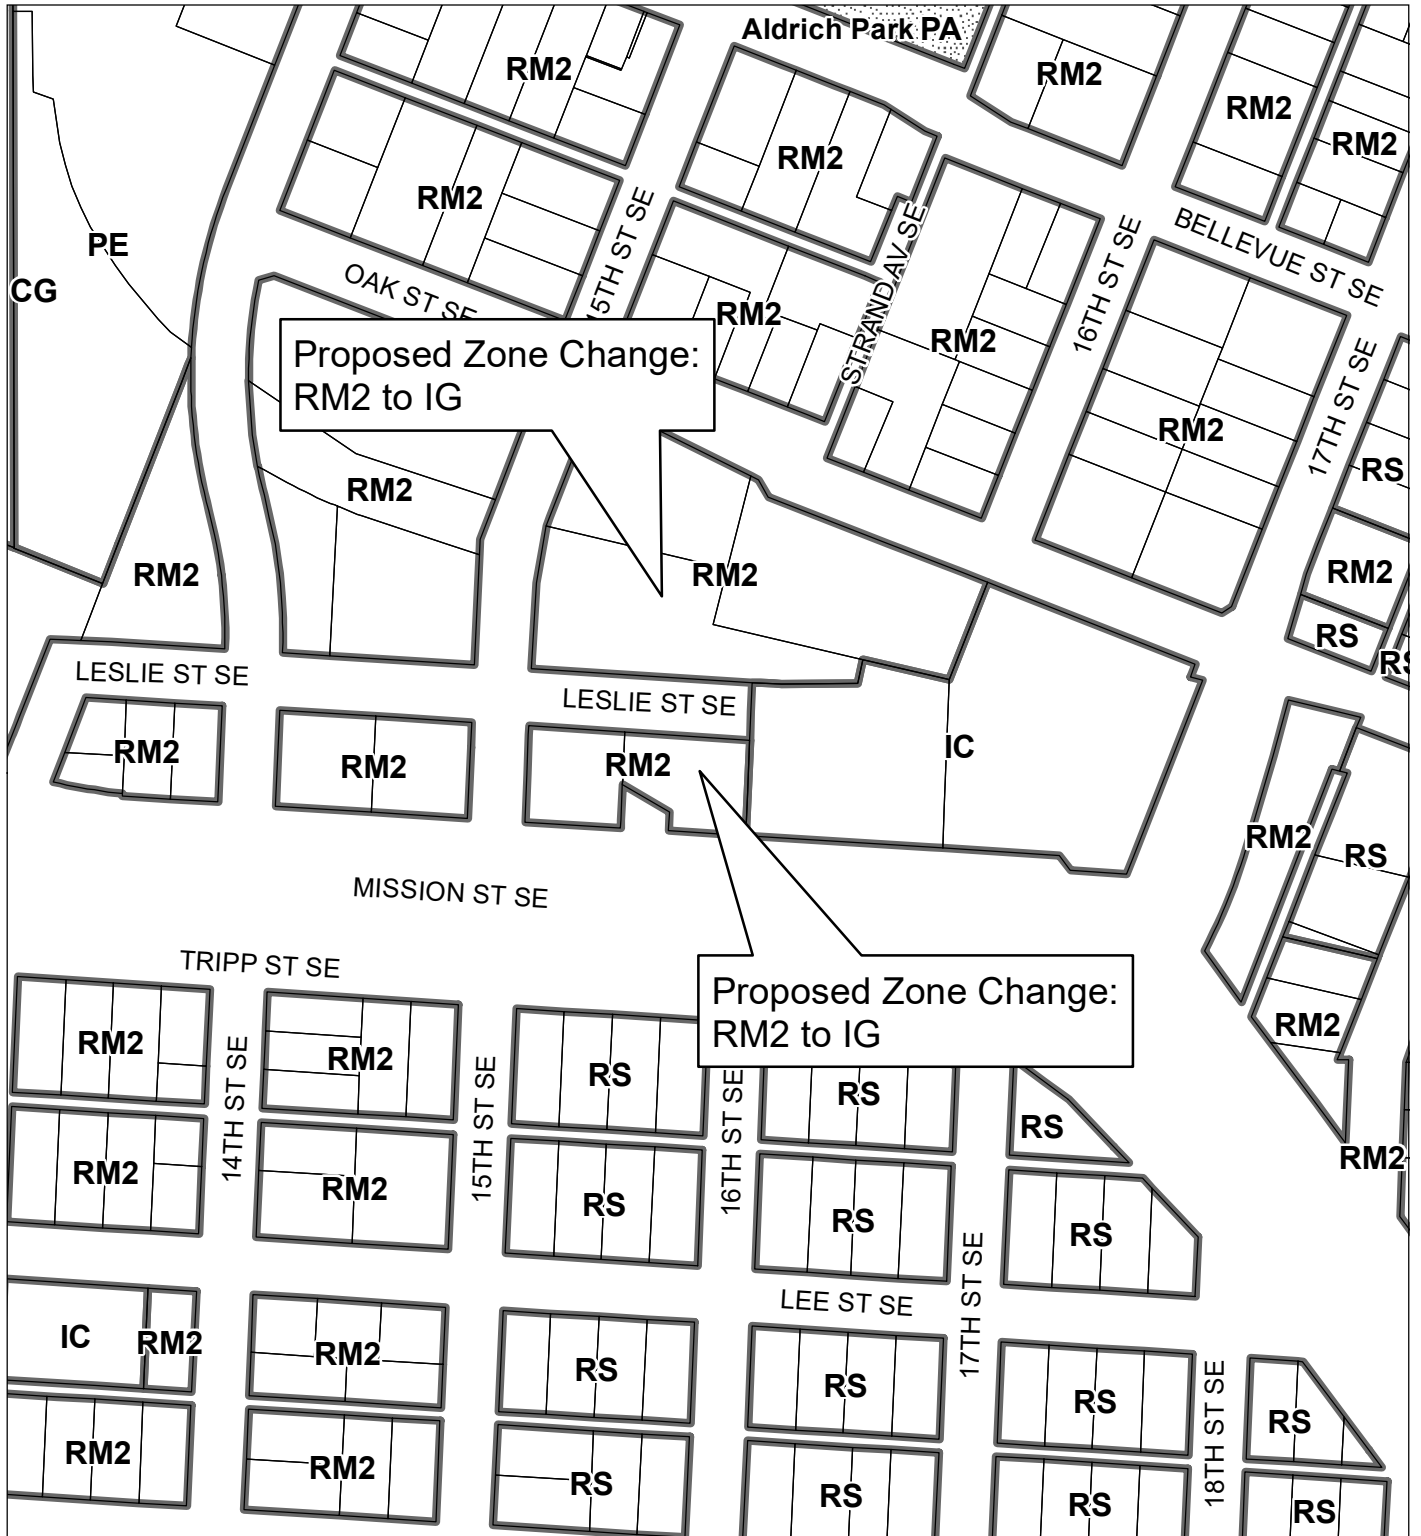 Aldrich Park PA
RM2
RM2
RM2
RM2
RM2
RM2
RM2
BELLEVUE ST SE
PE
CG
OAK ST SE
15TH ST SE
STRAND AV SE
16TH ST SE
17TH ST SE
RM2
RM2
Proposed Zone Change:
RM2 to IG
RM2
RS
RM2
RM2
RM2
RM2
RS
RS
LESLIE ST SE
LESLIE ST SE
RM2
RM2
RM2
IC
RM2
RS
MISSION ST SE
TRIPP ST SE
Proposed Zone Change:
RM2 to IG
RM2
RM2
RM2
RS
RS
RS
14TH ST SE
15TH ST SE
16TH ST SE
RM2
RM2
RM2
RS
RS
RS
17TH ST SE
LEE ST SE
IC
RM2
RM2
RS
RS
RS
18TH ST SE
RS
RM2
RM2
RS
RS
RS
RS